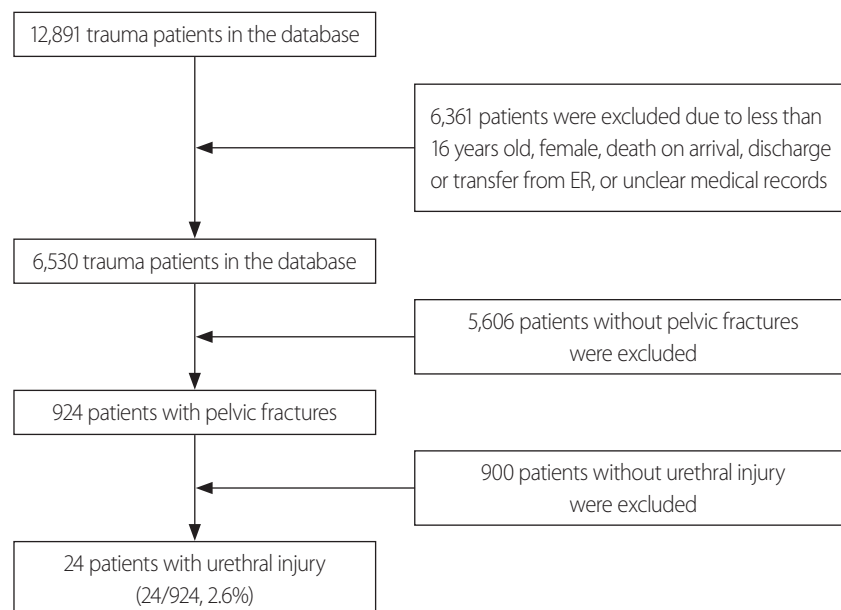 12,891 trauma patients in the database
6,361 patients were excluded due to less than
16 years old, female, death on arrival, discharge
or transfer from ER, or unclear medical records
6,530 trauma patients in the database
5,606 patients without pelvic fractures
were excluded
924 patients with pelvic fractures
900 patients without urethral injury
were excluded
24 patients with urethral injury
(24/924, 2.6%)